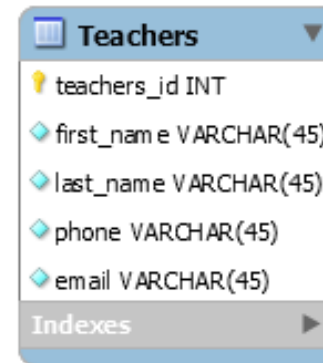 Teachers
teachers_id INT
first_name VARCHAR(45)
last_name VARCHAR(45)
phone VARCHAR(45)
email VARCHAR(45)
Indexes